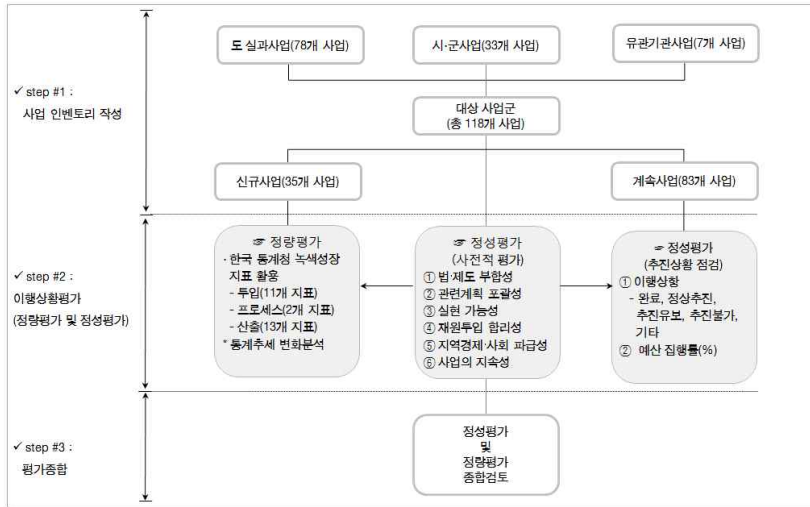 도 실과사업(78개 사업)
시·군사업(33개 사업)
유관기관사업(7개 사업)
✓ step #1 :
사업 인벤토리 작성
대상 사업군
(총 118개 사업)
신규사업(35개 사업)
계속사업(83개 사업)
✓ step #2 :
이행상황평가
(정량평가 및 정성평가)
☞ 정량평가
· 한국 통계청 녹색성장
지표 활용
- 투입(11개 지표)
- 프로세스(2개 지표)
- 산출(13개 지표)
* 통계추세 변화분석
☞ 정성평가
(사전적 평가)
① 법·제도 부합성
② 관련계획 포괄성
③ 실현 가능성
④ 재원투입 합리성
⑤ 지역경제·사회 파급성
⑥ 사업의 지속성
☞ 정성평가
(추진상황 점검)
① 이행상항
- 완료, 정상추진,
추진유보, 추진불가,
기타
② 예산 집행률(%)
✓ step #3 :
평가종합
정성평가
및
정량평가
종합검토